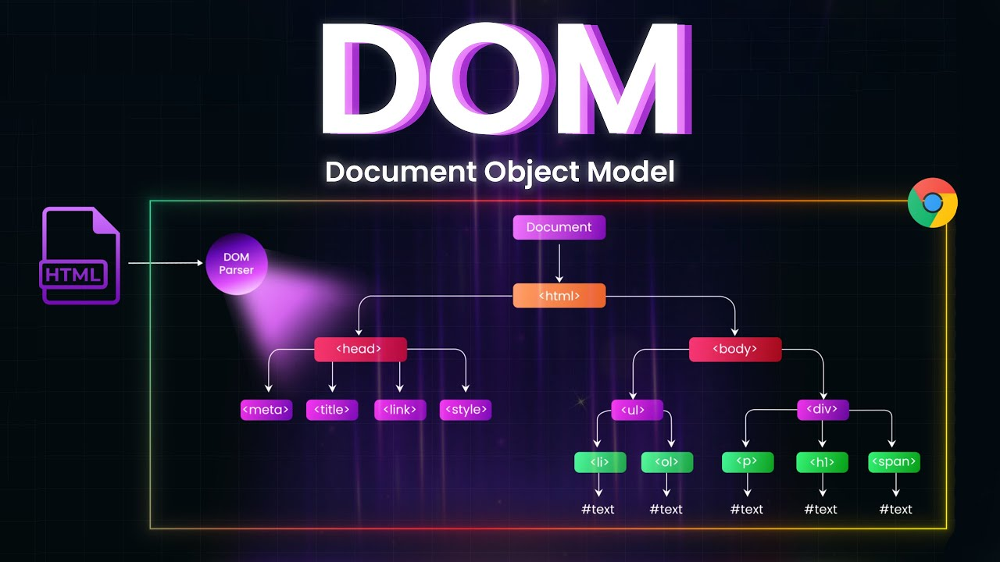 DOM
Document Object Model
HTML
DOM
Parser
Document
<html>
<head>
<body>
<meta> <title> <link> <style>
<ul> <div>
<li> <ol> <p> <h1> <span>
#text #text #text #text #text